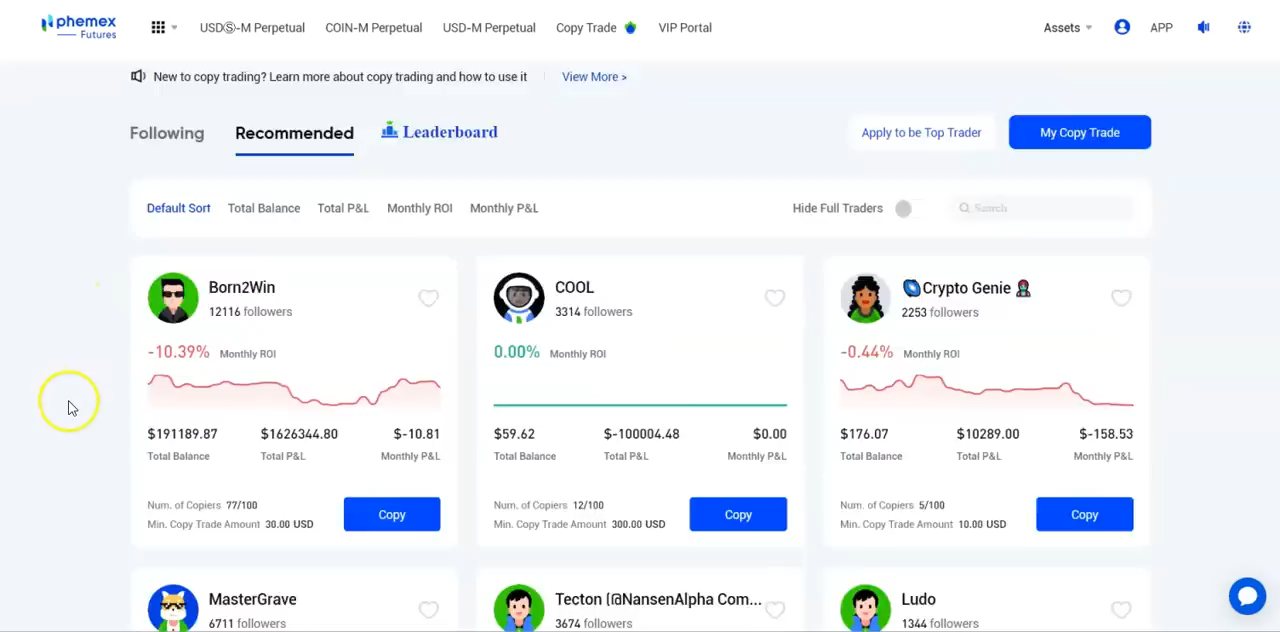 phemex
Futures
USDⓈ-M Perpetual
COIN-M Perpetual
USD-M Perpetual
Copy Trade
VIP Portal
Assets
APP
New to copy trading? Learn more about copy trading and how to use it
View More >
Following
Recommended
Leaderboard
Apply to be Top Trader
My Copy Trade
Default Sort
Total Balance
Total P&L
Monthly ROI
Monthly P&L
Hide Full Traders
Search
Born2Win
12116 followers
-10.39% Monthly ROI
$191189.87 $1626344.80 $-10.81
Total Balance Total P&L Monthly P&L
Num. of Copiers 77/100
Min. Copy Trade Amount 30.00 USD
Copy
COOL
3314 followers
0.00% Monthly ROI
$59.62 $-100004.48 $0.00
Total Balance Total P&L Monthly P&L
Num. of Copiers 12/100
Min. Copy Trade Amount 300.00 USD
Copy
Crypto Genie
2253 followers
-0.44% Monthly ROI
$176.07 $10289.00 $-158.53
Total Balance Total P&L Monthly P&L
Num. of Copiers 5/100
Min. Copy Trade Amount 10.00 USD
Copy
MasterGrave
6711 followers
Tecton (@NansenAlpha Com...
3674 followers
Ludo
1344 followers